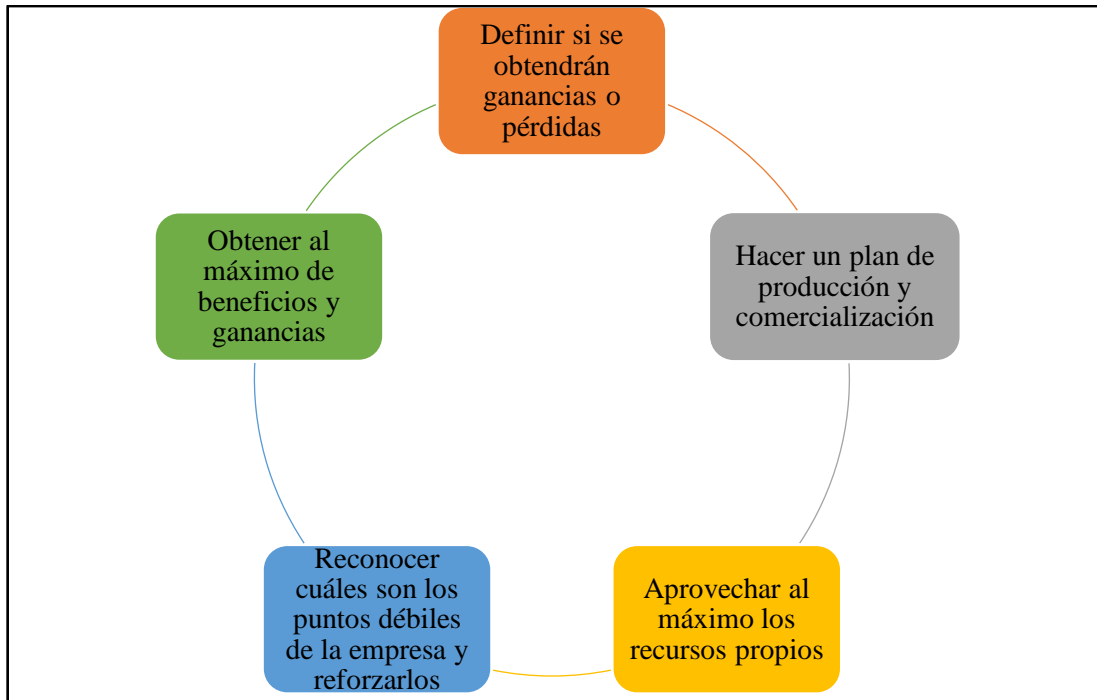 Definir si se
obtendrán
ganancias o
pérdidas
Hacer un plan de
producción y
comercialización
Aprovechar al
máximo los
recursos propios
Reconocer
cuáles son los
puntos débiles
de la empresa y
reforzarlos
Obtener al
máximo de
beneficios y
ganancias